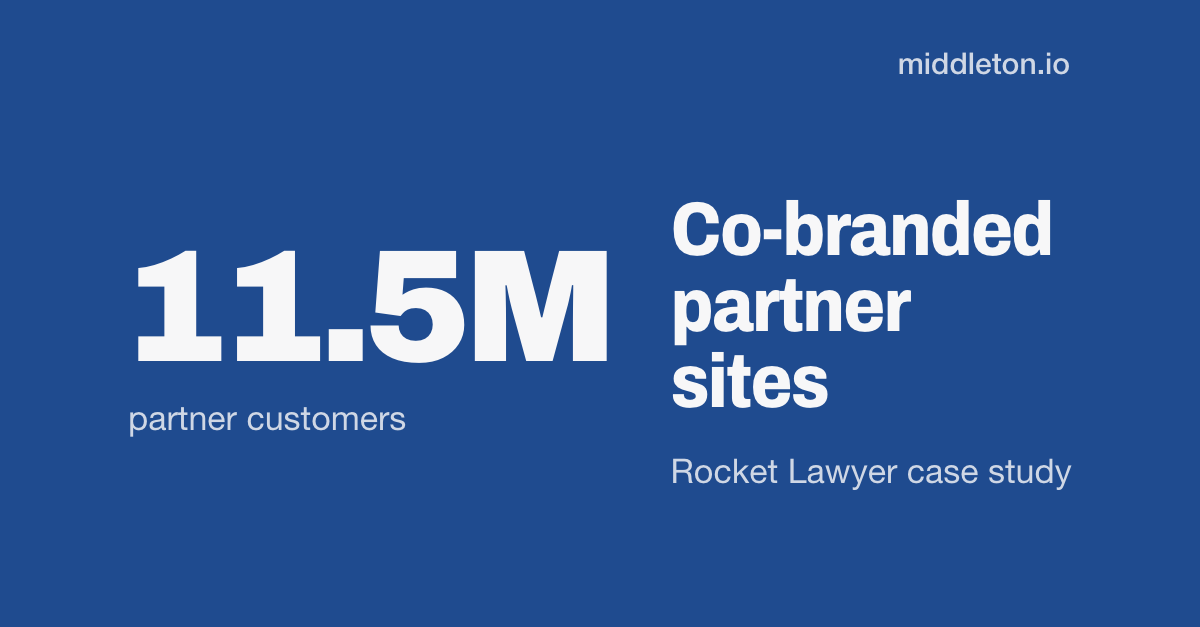 middleton.io
11.5M
partner customers
Co-branded
partner
sites
Rocket Lawyer case study